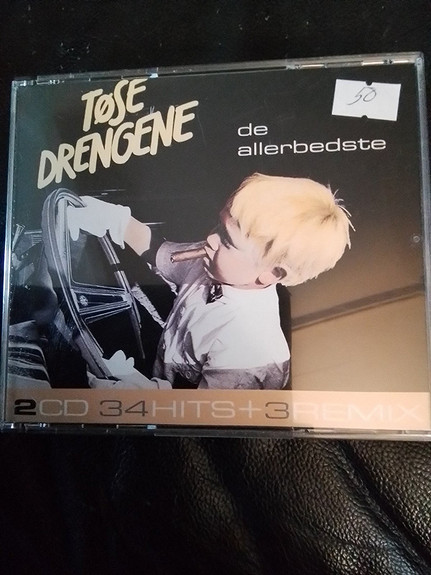 TØSE
DRENGENE
50
de
allerbedste
2CD 34HITS+3REMIX